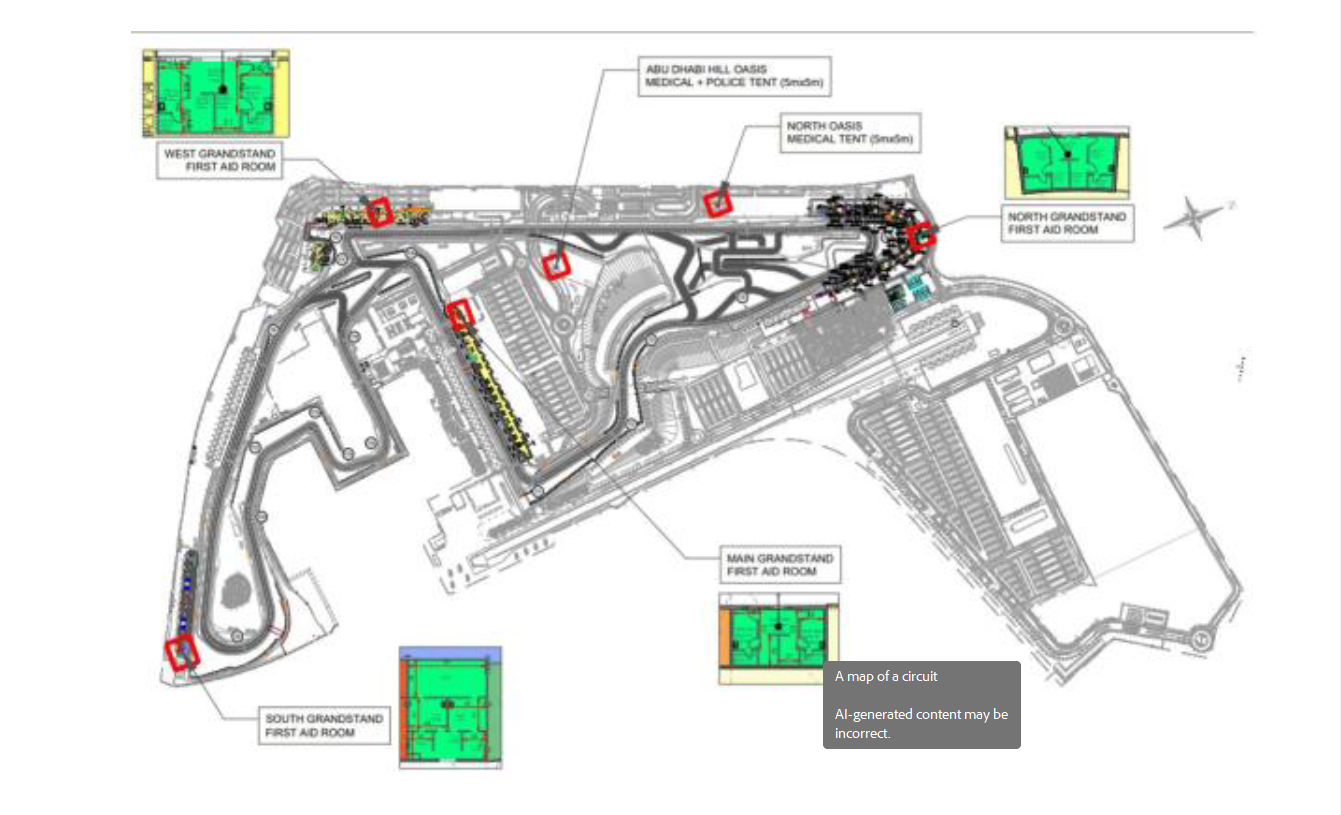 ABU DHABI HILL OASIS
MEDICAL + POLICE TENT (5mx5m)
NORTH OASIS
MEDICAL TENT (5mx5m)
WEST GRANDSTAND
FIRST AID ROOM
NORTH GRANDSTAND
FIRST AID ROOM
MAIN GRANDSTAND
FIRST AID ROOM
SOUTH GRANDSTAND
FIRST AID ROOM
A map of a circuit
AI-generated content may be
incorrect.